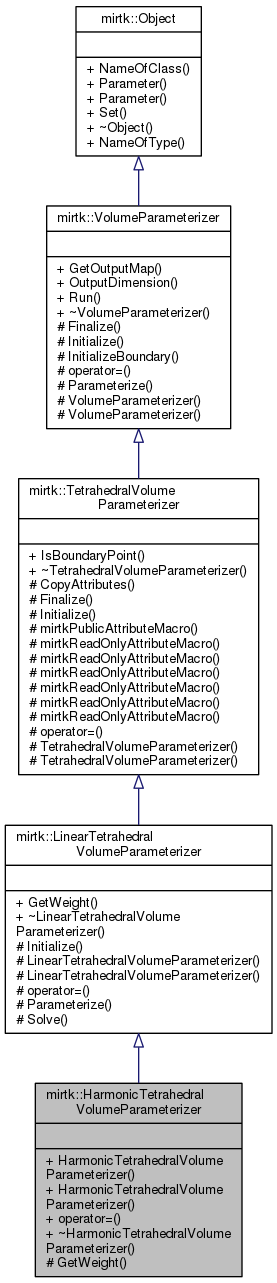 mirtk::Object
+ NameOfClass()
+ Parameter()
+ Parameter()
+ Set()
+ ~Object()
+ NameOfType()
mirtk::VolumeParameterizer
+ GetOutputMap()
+ OutputDimension()
+ Run()
+ ~VolumeParameterizer()
# Finalize()
# Initialize()
# InitializeBoundary()
# operator=()
# Parameterize()
# VolumeParameterizer()
# VolumeParameterizer()
mirtk::TetrahedralVolume
Parameterizer
+ IsBoundaryPoint()
+ ~TetrahedralVolumeParameterizer()
# CopyAttributes()
# Finalize()
# Initialize()
# mirtkPublicAttributeMacro()
# mirtkReadOnlyAttributeMacro()
# mirtkReadOnlyAttributeMacro()
# mirtkReadOnlyAttributeMacro()
# mirtkReadOnlyAttributeMacro()
# mirtkReadOnlyAttributeMacro()
# mirtkReadOnlyAttributeMacro()
# operator=()
# TetrahedralVolumeParameterizer()
# TetrahedralVolumeParameterizer()
mirtk::LinearTetrahedral
VolumeParameterizer
+ GetWeight()
+ ~LinearTetrahedralVolume
Parameterizer()
# Initialize()
# LinearTetrahedralVolumeParameterizer()
# LinearTetrahedralVolumeParameterizer()
# operator=()
# Parameterize()
# Solve()
mirtk::HarmonicTetrahedral
VolumeParameterizer
+ HarmonicTetrahedralVolume
Parameterizer()
+ HarmonicTetrahedralVolume
Parameterizer()
+ operator=()
+ ~HarmonicTetrahedralVolume
Parameterizer()
# GetWeight()